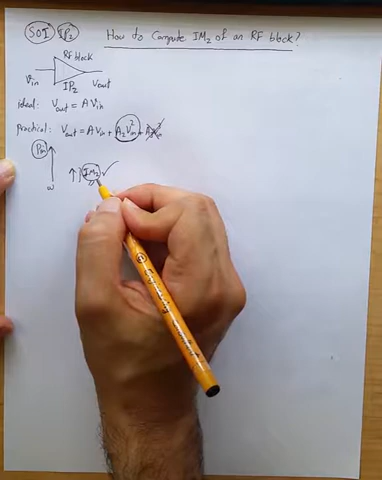 SOI IP2 How to Compute IM2 of an RF block?
RF block
Vin Vout
IP2
Ideal: Vout = A Vin
practical: Vout = A Vin + A2 Vin²
Pin
↑ IM2 ✓
ω